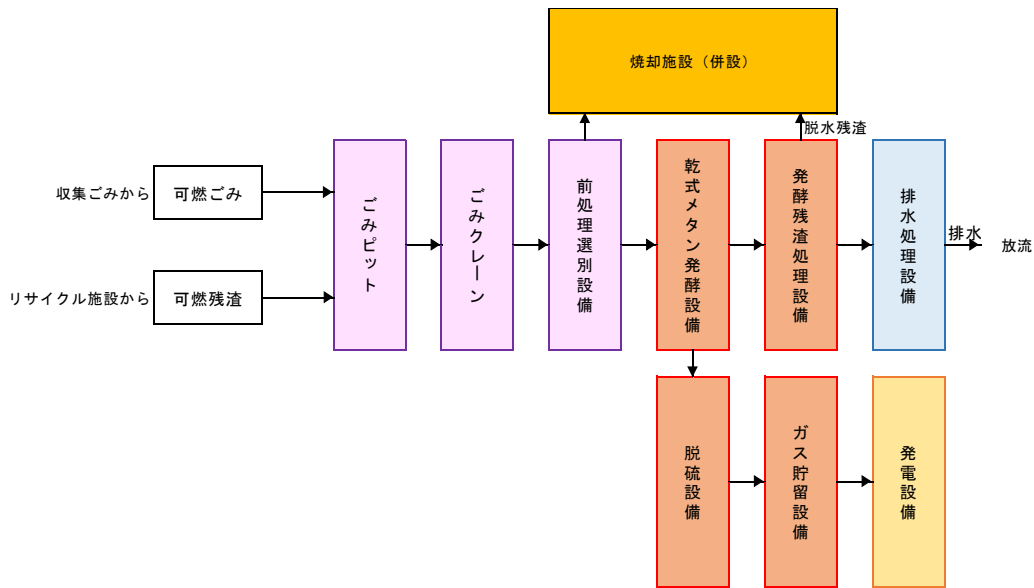 焼却施設（併設）
脱水残渣
収集ごみから
可燃ごみ
リサイクル施設から
可燃残渣
ごみピット
ごみクレーン
前処理選別設備
乾式メタン発酵設備
発酵残渣処理設備
排水処理設備
排水
放流
脱硫設備
ガス貯留設備
発電設備